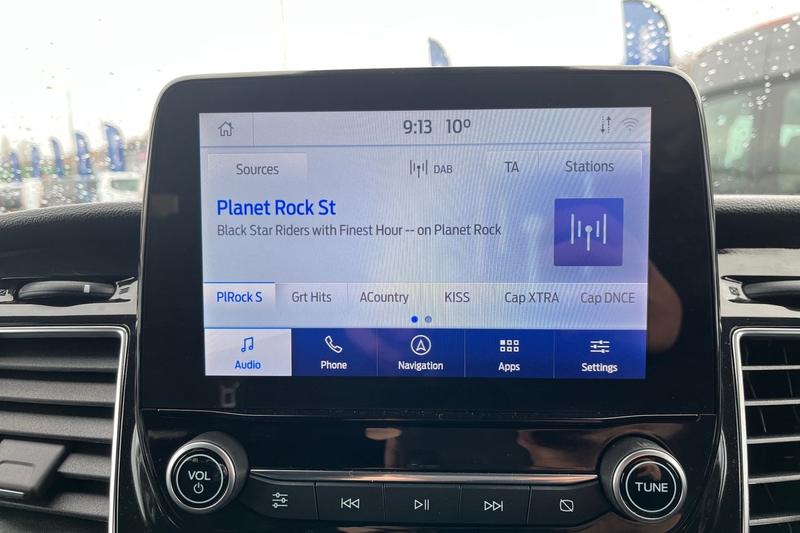 9:13 10º
Sources DAB TA Stations
Planet Rock St
Black Star Riders with Finest Hour -- on Planet Rock
PlRock S Grt Hits ACountry KISS Cap XTRA Cap DNCE
Audio Phone Navigation Apps Settings
VOL TUNE